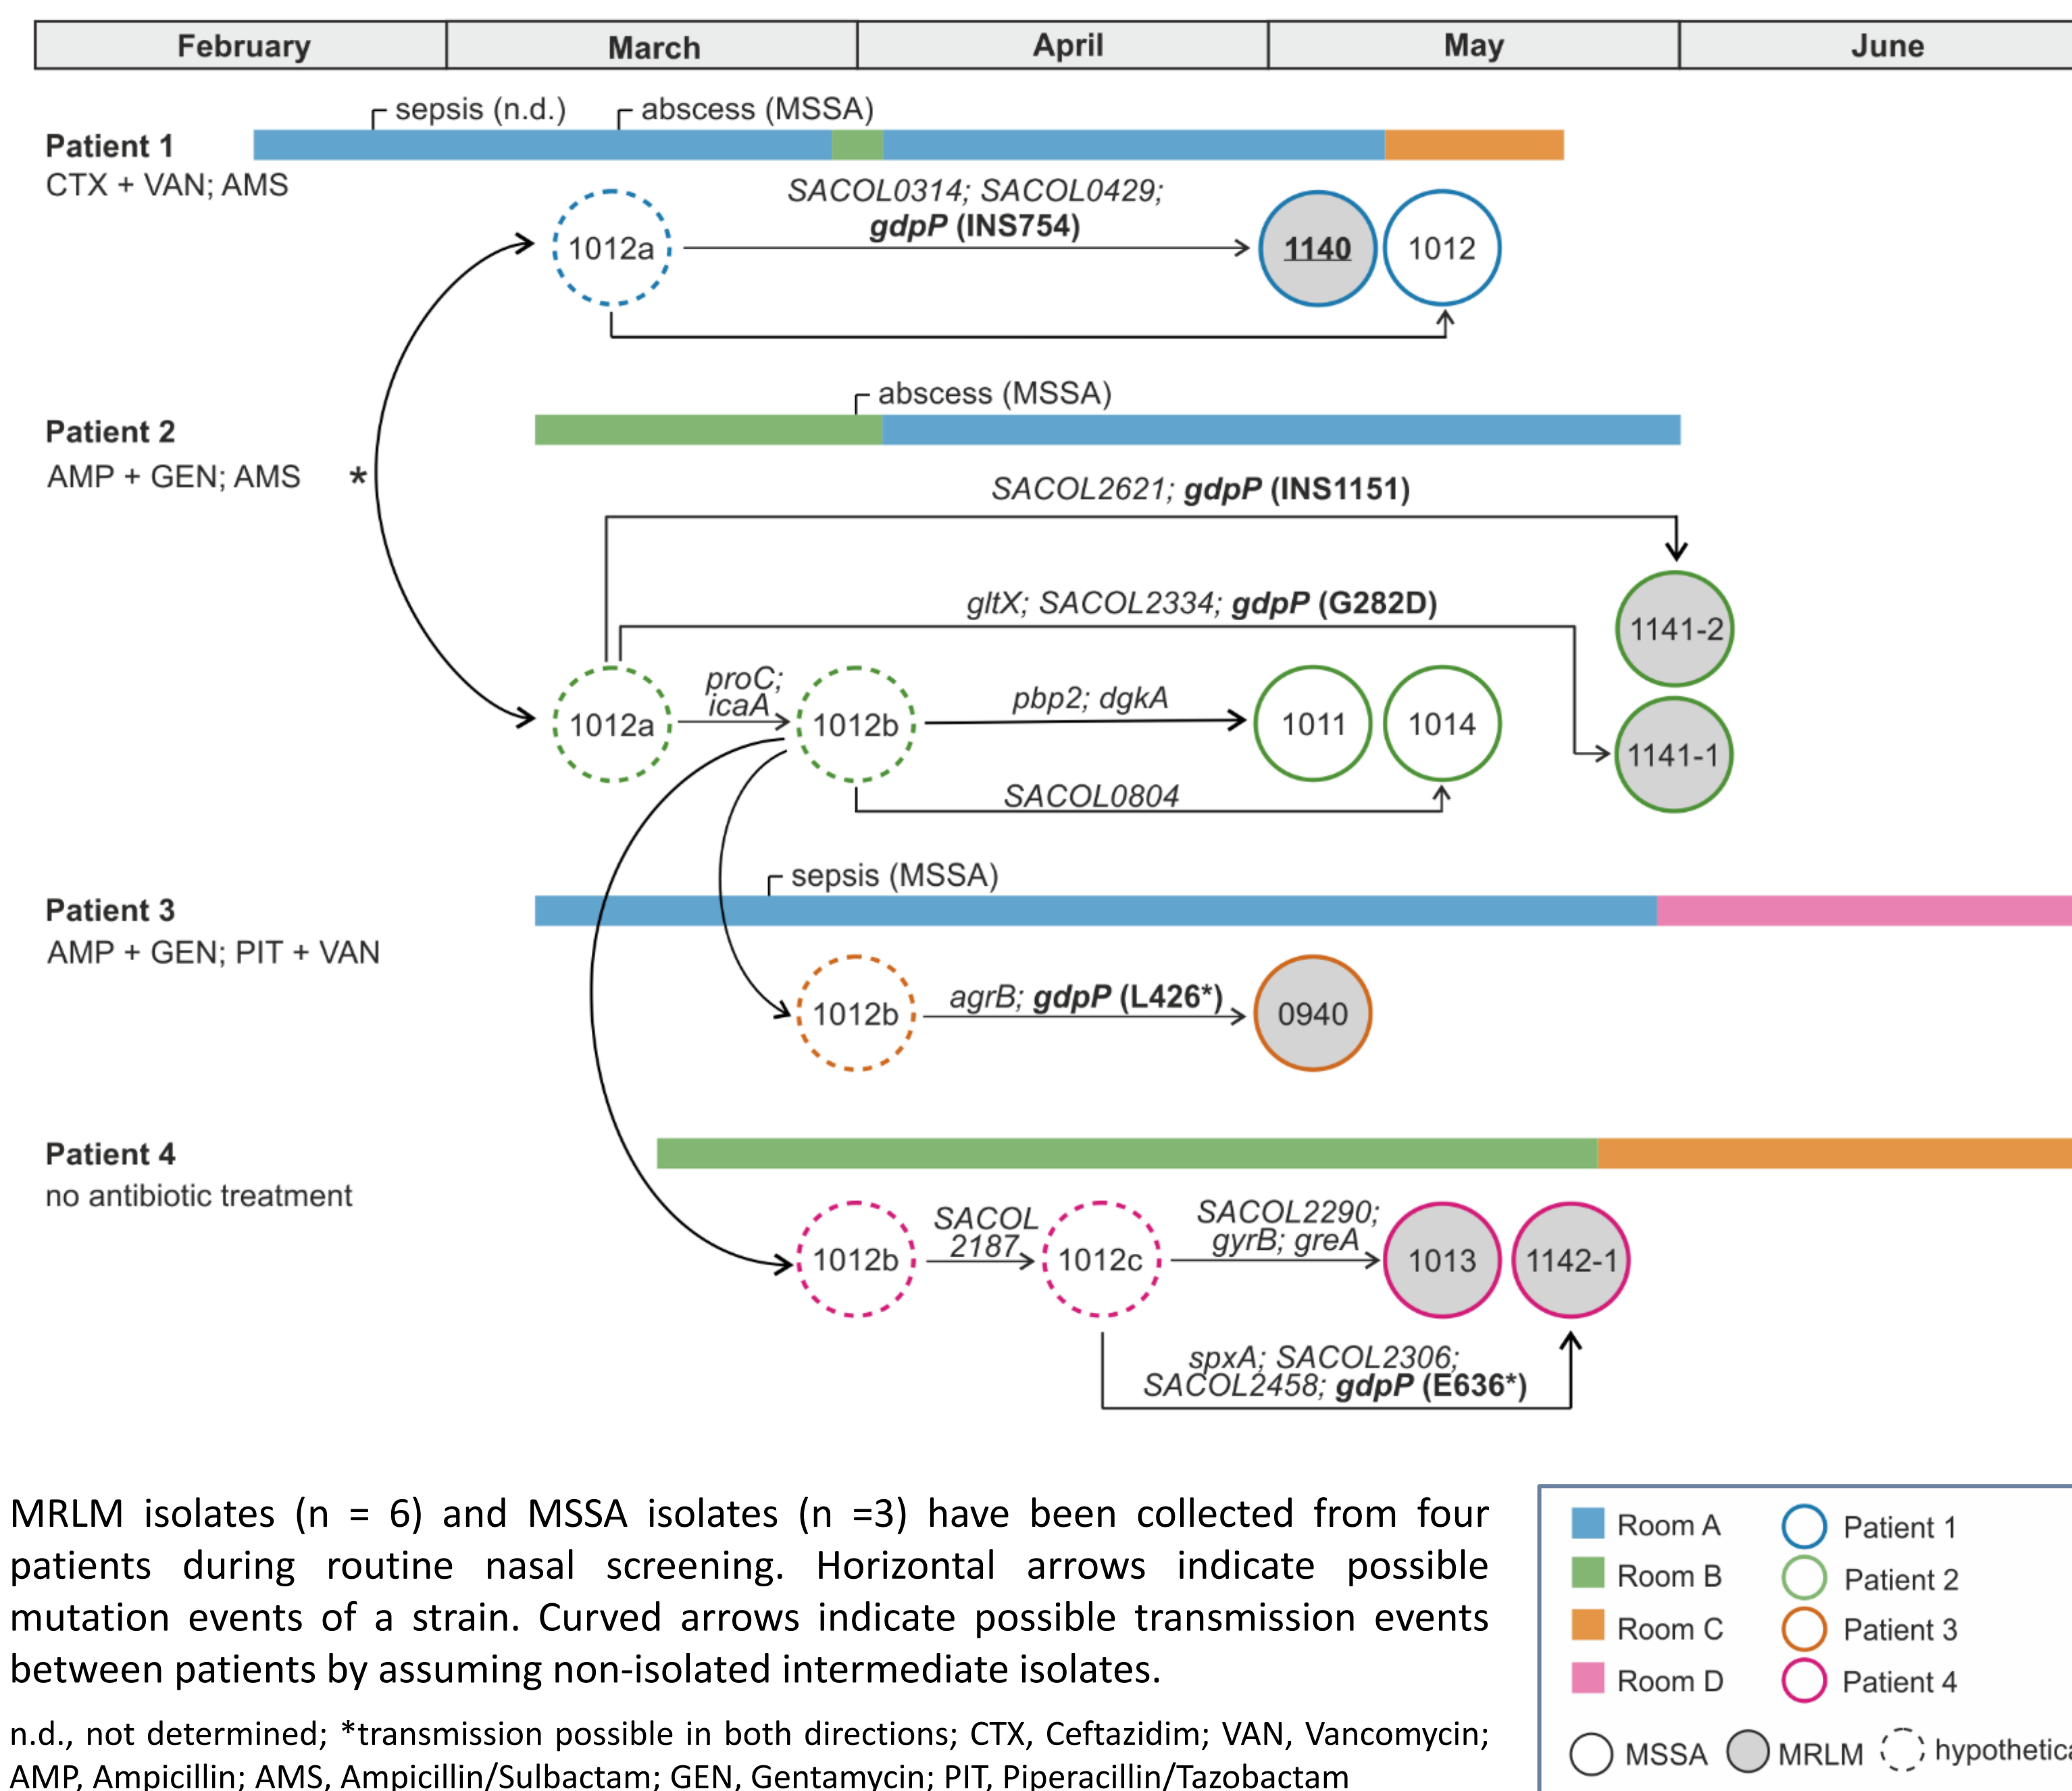 February March April May June
sepsis (n.d.) abscess (MSSA)
Patient 1
CTX + VAN; AMS
SACOL0314; SACOL0429;
gdpP (INS754)
1012a 1140 1012
abscess (MSSA)
Patient 2
AMP + GEN; AMS *
SACOL2621; gdpP (INS1151)
gltX; SACOL2334; gdpP (G282D)
1141-2
proC;
icaA
pbp2; dgkA
1012a 1012b 1011 1014
1141-1
SACOL0804
sepsis (MSSA)
Patient 3
AMP + GEN; PIT + VAN
agrB; gdpP (L426*)
1012b 0940
Patient 4
no antibiotic treatment
SACOL
2187
SACOL2290;
gyrB; greA
1012b 1012c 1013 1142-1
spxA; SACOL2306;
SACOL2458; gdpP (E636*)
MRLM isolates (n = 6) and MSSA isolates (n =3) have been collected from four
patients during routine nasal screening. Horizontal arrows indicate possible
mutation events of a strain. Curved arrows indicate possible transmission events
between patients by assuming non-isolated intermediate isolates.
n.d., not determined; *transmission possible in both directions; CTX, Ceftazidim; VAN, Vancomycin;
AMP, Ampicillin; AMS, Ampicillin/Sulbactam; GEN, Gentamycin; PIT, Piperacillin/Tazobactam
Room A Patient 1
Room B Patient 2
Room C Patient 3
Room D Patient 4
MSSA MRLM